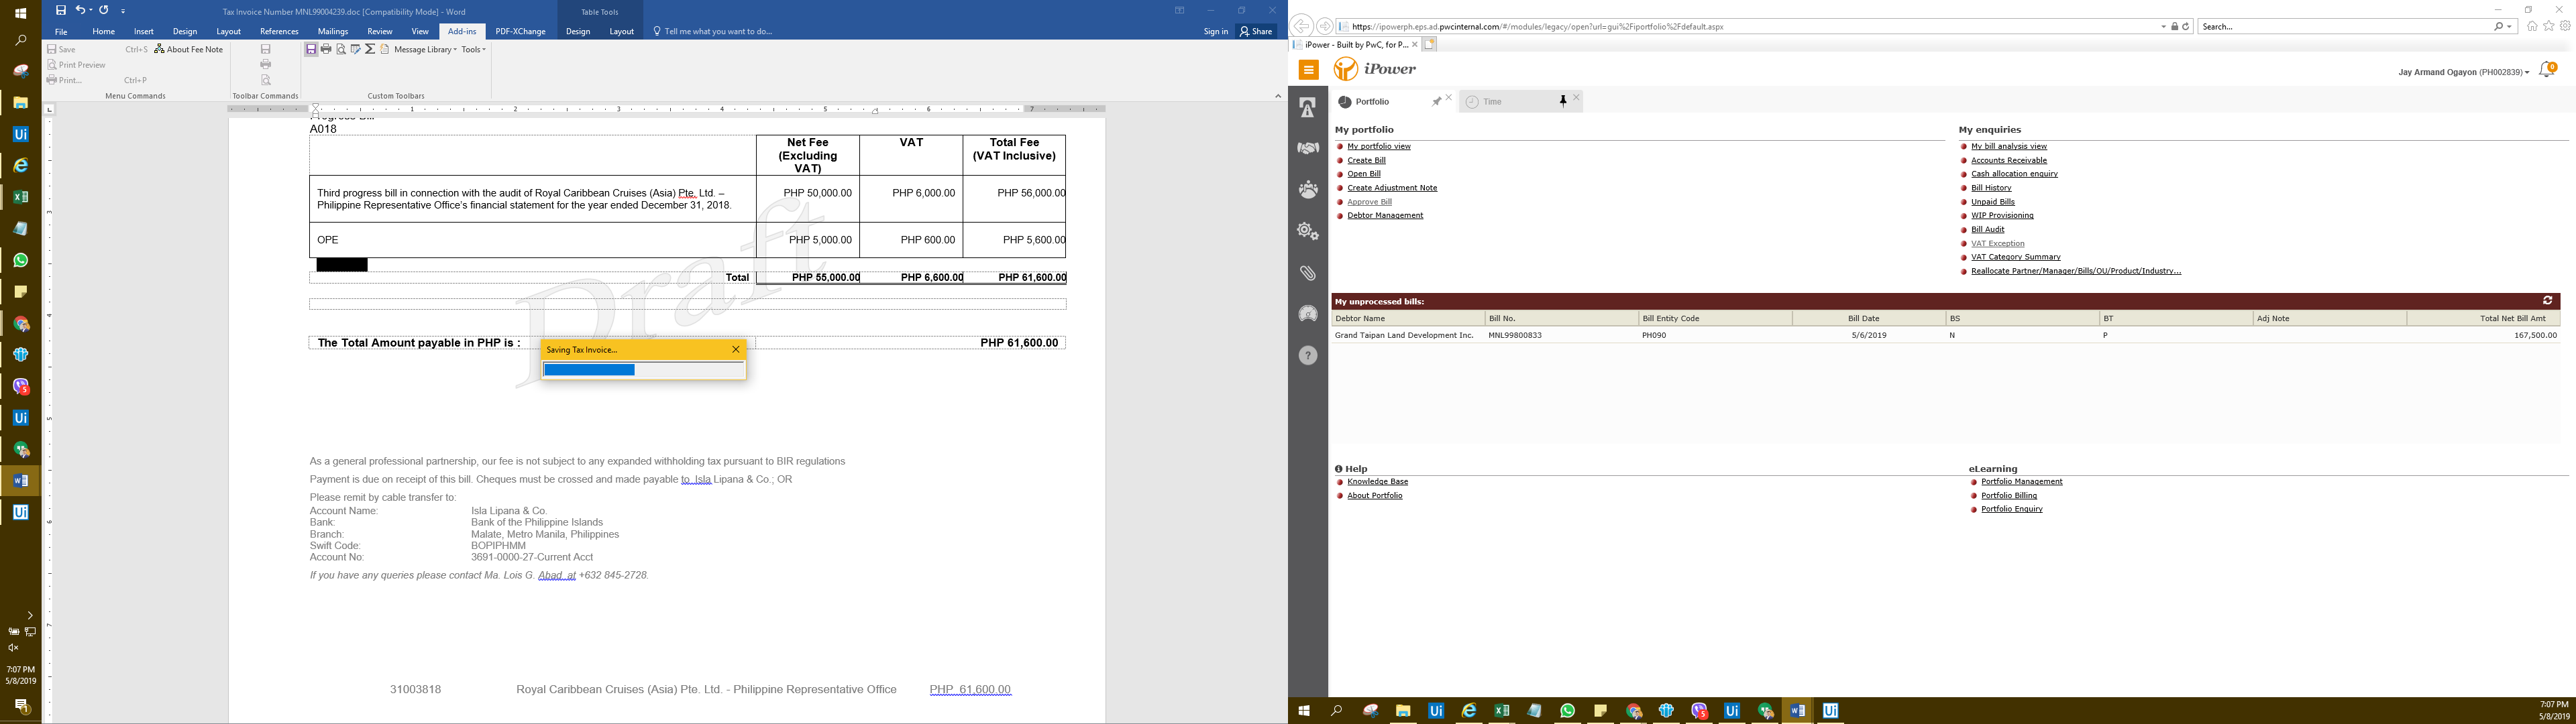 Tax Invoice Number MNL99004239.doc [Compatibility Mode] - Word
Table Tools
File Home Insert Design Layout References Mailings Review View Add-ins PDF-XChange Design Layout Tell me what you want to do... Sign in Share
Save Ctrl+S About Fee Note
Print Preview
Print... Ctrl+P
Message Library Tools
Menu Commands Toolbar Commands Custom Toolbars
1 2 3 4 5 6 7
Progress Bill
A018
Net Fee (Excluding VAT) VAT Total Fee (VAT Inclusive)
Third progress bill in connection with the audit of Royal Caribbean Cruises (Asia) Pte. Ltd. –
Philippine Representative Office's financial statement for the year ended December 31, 2018.
PHP 50,000.00 PHP 6,000.00 PHP 56,000.00
OPE PHP 5,000.00 PHP 600.00 PHP 5,600.00
Total PHP 55,000.00 PHP 6,600.00 PHP 61,600.00
Draft
The Total Amount payable in PHP is : PHP 61,600.00
Saving Tax Invoice...
As a general professional partnership, our fee is not subject to any expanded withholding tax pursuant to BIR regulations
Payment is due on receipt of this bill. Cheques must be crossed and made payable to Isla Lipana & Co.; OR
Please remit by cable transfer to:
Account Name: Isla Lipana & Co.
Bank: Bank of the Philippine Islands
Branch: Malate, Metro Manila, Philippines
Swift Code: BOPIPHMM
Account No: 3691-0000-27-Current Acct
If you have any queries please contact Ma. Lois G. Abad at +632 845-2728.
31003818 Royal Caribbean Cruises (Asia) Pte. Ltd. - Philippine Representative Office PHP 61,600.00
7:07 PM
5/8/2019
https://ipowerph.eps.ad.pwcinternal.com/#/modules/legacy/open?url=gui%2Fiportfolio%2Fdefault.aspx
Search...
iPower - Built by PwC, for P...
iPower
Jay Armand Ogayon (PH002839)
0
Portfolio Time
My portfolio
My portfolio view
Create Bill
Open Bill
Create Adjustment Note
Approve Bill
Debtor Management
My enquiries
My bill analysis view
Accounts Receivable
Cash allocation enquiry
Bill History
Unpaid Bills
WIP Provisioning
Bill Audit
VAT Exception
VAT Category Summary
Reallocate Partner/Manager/Bills/OU/Product/Industry...
My unprocessed bills:
Debtor Name Bill No. Bill Entity Code Bill Date BS BT Adj Note Total Net Bill Amt
Grand Taipan Land Development Inc. MNL99800833 PH090 5/6/2019 N P 167,500.00
Help
Knowledge Base
About Portfolio
eLearning
Portfolio Management
Portfolio Billing
Portfolio Enquiry
7:07 PM
5/8/2019